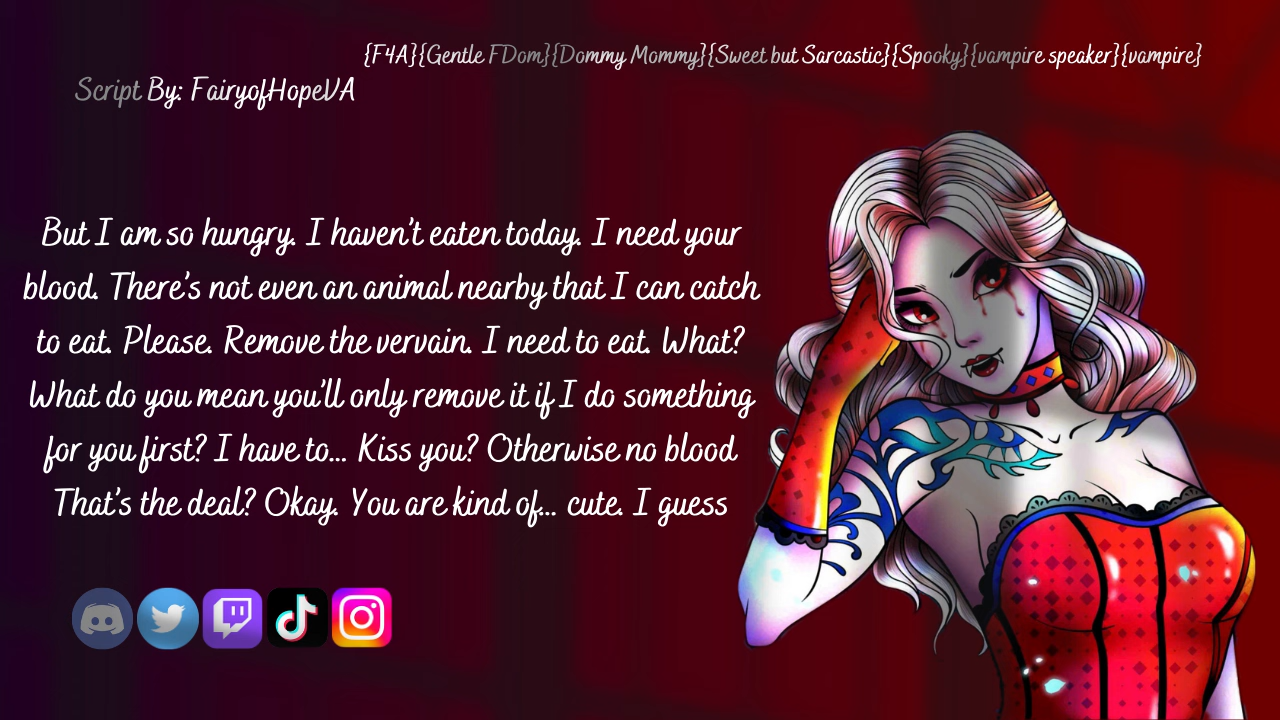 {F4A}{Gentle FDom}{Dommy Mommy}{Sweet but Sarcastic}{Spooky}{vampire speaker}{vampire}
Script By: FairyofHopeVA
But I am so hungry. I haven't eaten today. I need your
blood. There's not even an animal nearby that I can catch
to eat. Please. Remove the vervain. I need to eat. What?
What do you mean you'll only remove it if I do something
for you first? I have to... Kiss you? Otherwise no blood
That's the deal? Okay. You are kind of... cute. I guess